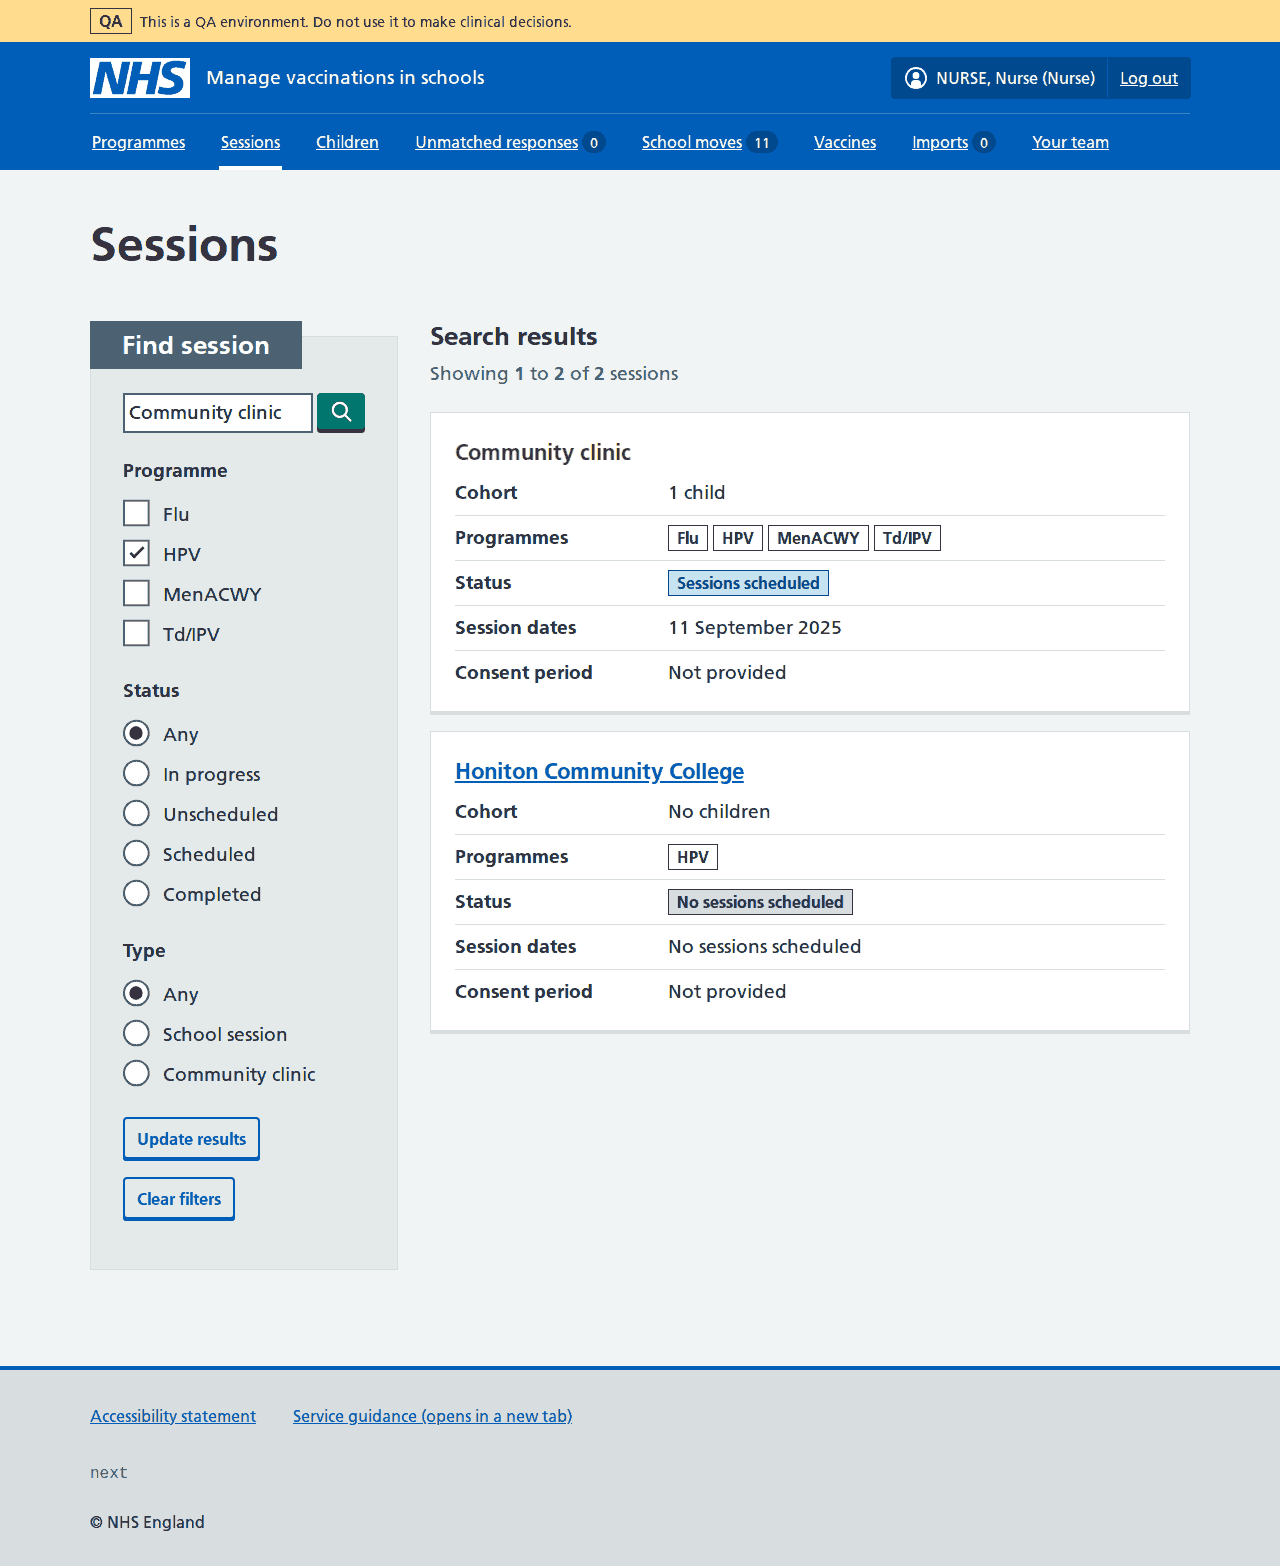 QA This is a QA environment. Do not use it to make clinical decisions.
NHS Manage vaccinations in schools NURSE, Nurse (Nurse) Log out
Programmes Sessions Children Unmatched responses 0 School moves 11 Vaccines Imports 0 Your team
Sessions
Find session
Community clinic
Programme
Flu
HPV
MenACWY
Td/IPV
Status
Any
In progress
Unscheduled
Scheduled
Completed
Type
Any
School session
Community clinic
Update results
Clear filters
Search results
Showing 1 to 2 of 2 sessions
Community clinic
Cohort 1 child
Programmes Flu HPV MenACWY Td/IPV
Status Sessions scheduled
Session dates 11 September 2025
Consent period Not provided
Honiton Community College
Cohort No children
Programmes HPV
Status No sessions scheduled
Session dates No sessions scheduled
Consent period Not provided
Accessibility statement Service guidance (opens in a new tab)
next
© NHS England